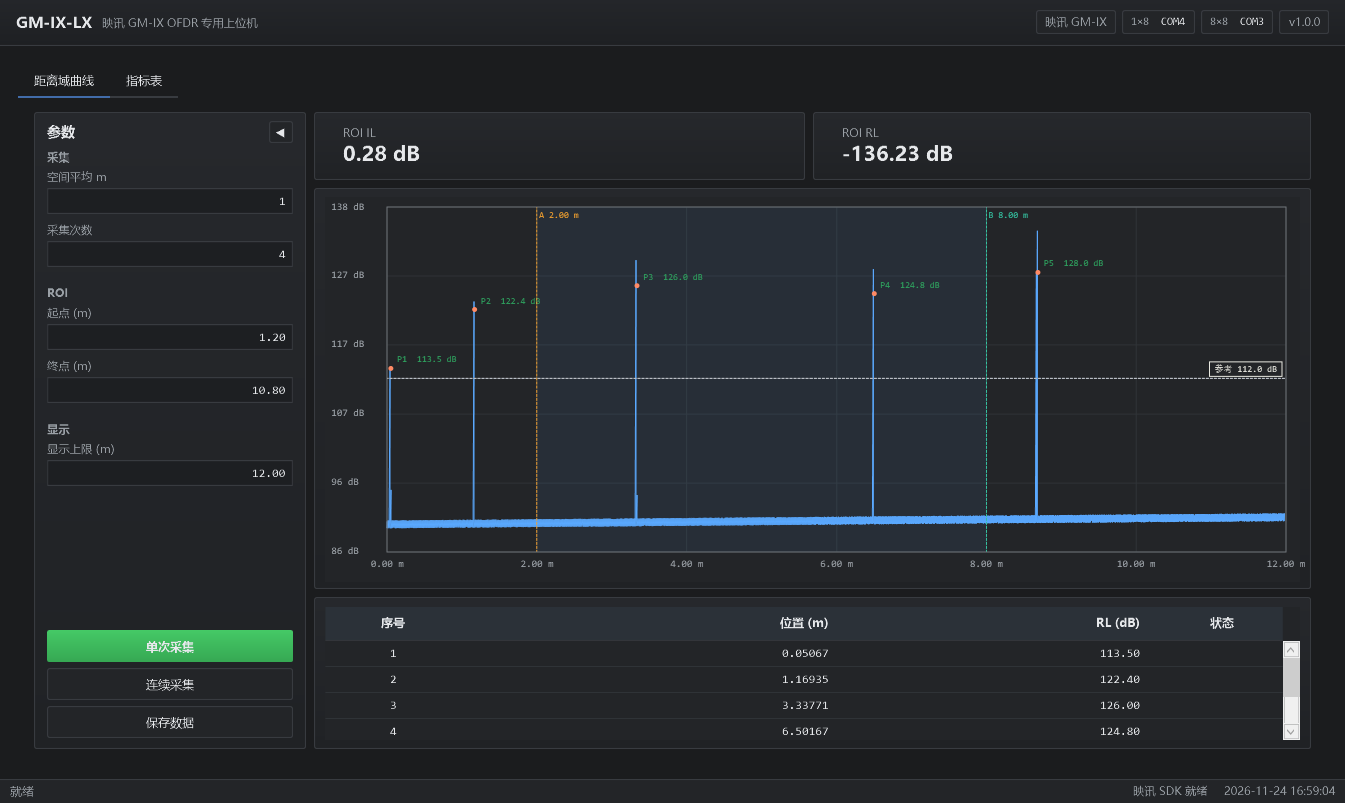 GM-IX-LX 映讯 GM-IX OFDR 专用上位机
映讯 GM-IX 1×8 COM4 8×8 COM3 v1.0.0
距离域曲线 指标表
参数 ◀
采集
空间平均 m
1
采集次数
4
ROI
起点 (m)
1.20
终点 (m)
10.80
显示
显示上限 (m)
12.00
单次采集
连续采集
保存数据
ROI IL
0.28 dB
ROI RL
-136.23 dB
138 dB
127 dB
117 dB
107 dB
96 dB
86 dB
A 2.00 m
B 8.00 m
P1 113.5 dB
P2 122.4 dB
P3 126.0 dB
P4 124.8 dB
P5 128.0 dB
参考 112.0 dB
0.00 m 2.00 m 4.00 m 6.00 m 8.00 m 10.00 m 12.00 m
序号 位置 (m) RL (dB) 状态
1 0.05067 113.50
2 1.16935 122.40
3 3.33771 126.00
4 6.50167 124.80
就绪 映讯 SDK 就绪 2026-11-24 16:59:04